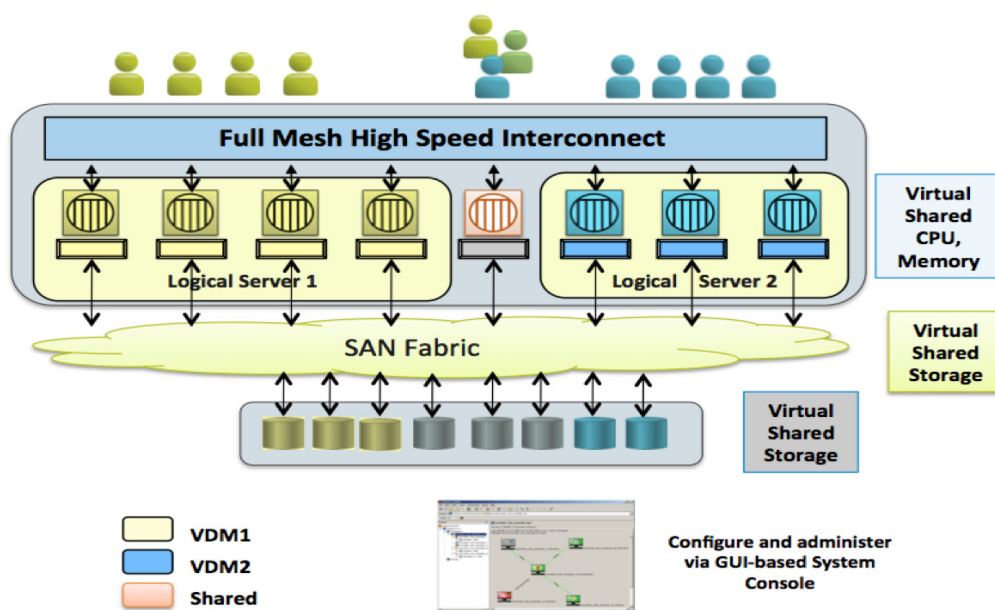 Full Mesh High Speed Interconnect
Logical Server 1
Logical Server 2
Virtual
Shared
CPU,
Memory
SAN Fabric
Virtual
Shared
Storage
Virtual
Shared
Storage
VDM1
VDM2
Shared
Configure and administer
via GUI-based System
Console